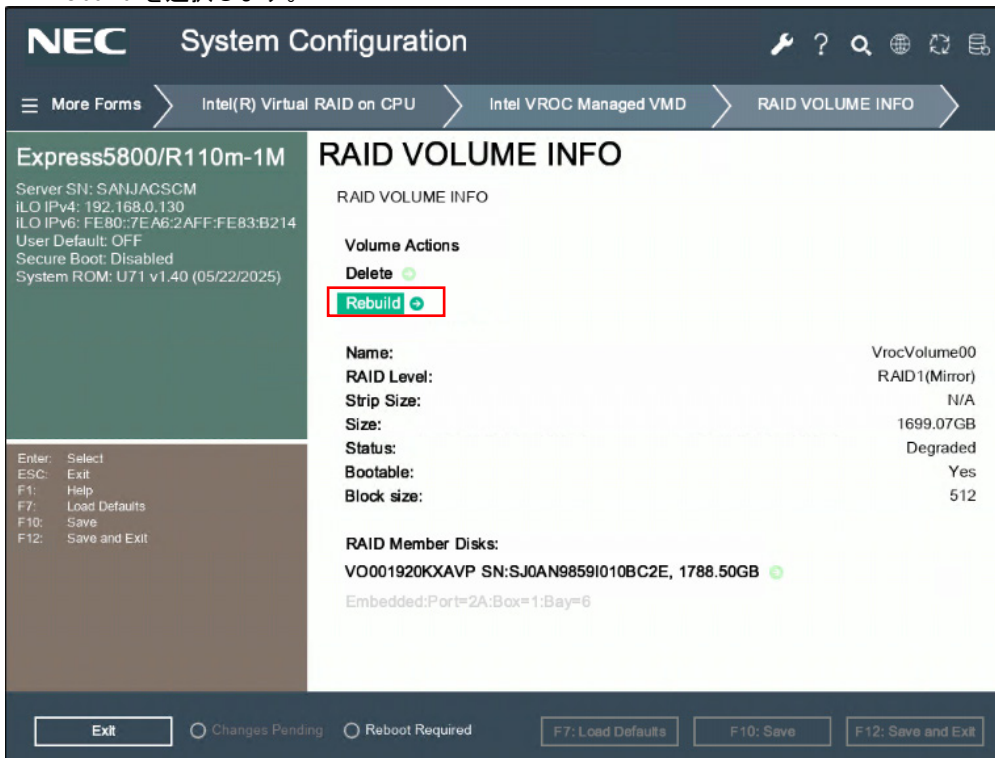 を選択します。
NEC System Configuration
More Forms Intel(R) Virtual RAID on CPU Intel VROC Managed VMD RAID VOLUME INFO
Express5800/R110m-1M
Server SN: SANJACSCM
iLO IPv4: 192.168.0.130
iLO IPv6: FE80::7EA6:2AFF:FE83:B214
User Default: OFF
Secure Boot: Disabled
System ROM: U71 v1.40 (05/22/2025)
Enter: Select
ESC: Exit
F1: Help
F7: Load Defaults
F10: Save
F12: Save and Exit
RAID VOLUME INFO
RAID VOLUME INFO
Volume Actions
Delete
Rebuild
Name: VrocVolume00
RAID Level: RAID1(Mirror)
Strip Size: N/A
Size: 1699.07GB
Status: Degraded
Bootable: Yes
Block size: 512
RAID Member Disks:
VO001920KXAVP SN:SJ0AN9859I010BC2E, 1788.50GB
Embedded:Port=2A:Box=1:Bay=6
Exit Changes Pending Reboot Required F7: Load Defaults F10: Save F12: Save and Exit